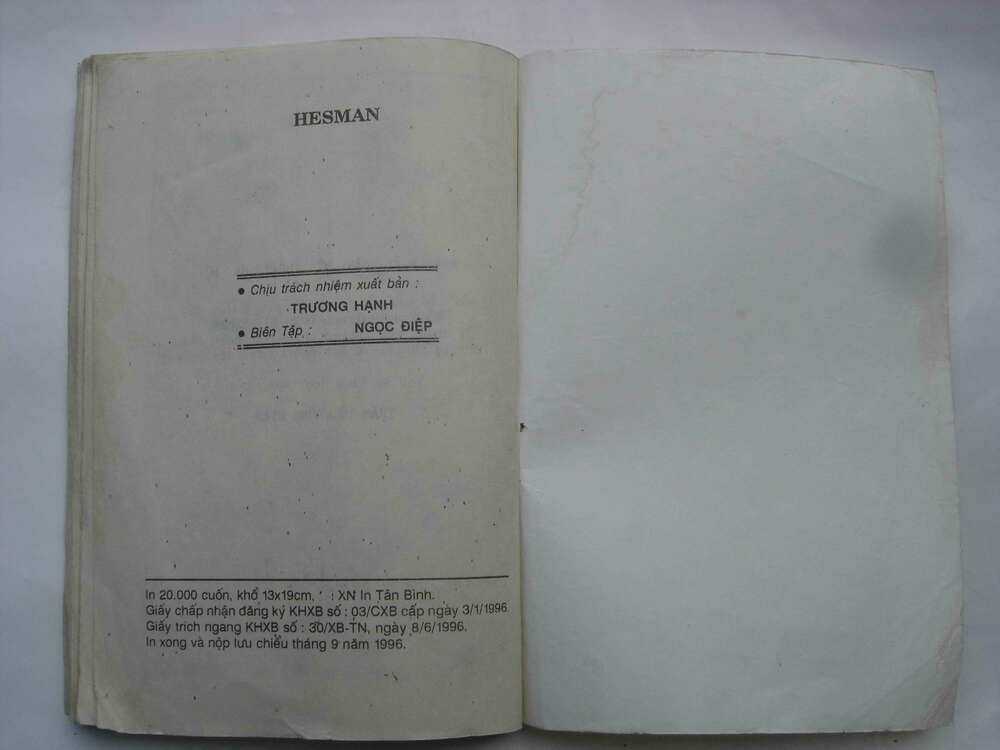 HESMAN
● Chịu trách nhiệm xuất bản :
TRƯƠNG HẠNH
● Biên Tập : NGỌC ĐIỆP
In 20.000 cuốn, khổ 13x19cm, : XN In Tân Bình.
Giấy chấp nhận đăng ký KHXB số : 03/CXB cấp ngày 3/1/1996
Giấy trích ngang KHXB số : 30/XB-TN, ngày 8/6/1996.
In xong và nộp lưu chiểu tháng 9 năm 1996.